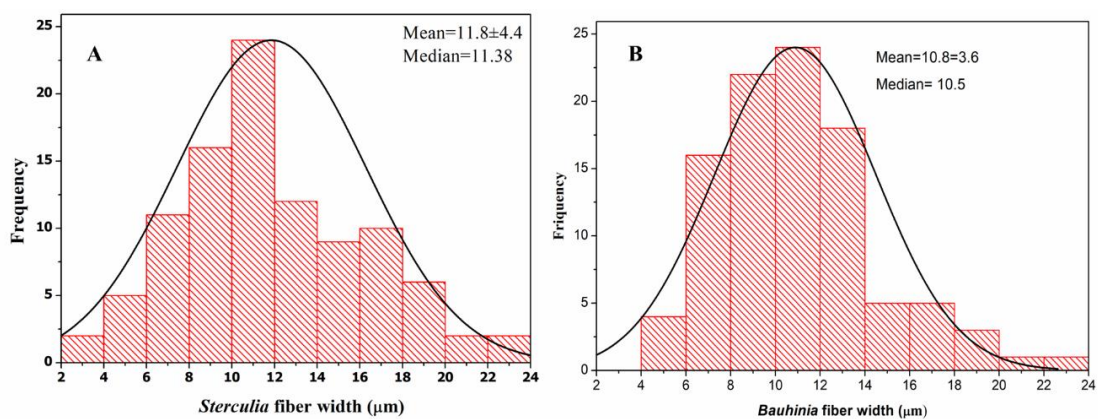 A
Mean=11.8±4.4
Median=11.38
25
20
15
10
5
0
Frequency
2 4 6 8 10 12 14 16 18 20 22 24
Sterculia fiber width (µm)
B
Mean=10.8=3.6
Median= 10.5
25
20
15
10
5
0
Friquency
2 4 6 8 10 12 14 16 18 20 22 24
Bauhinia fiber width (µm)